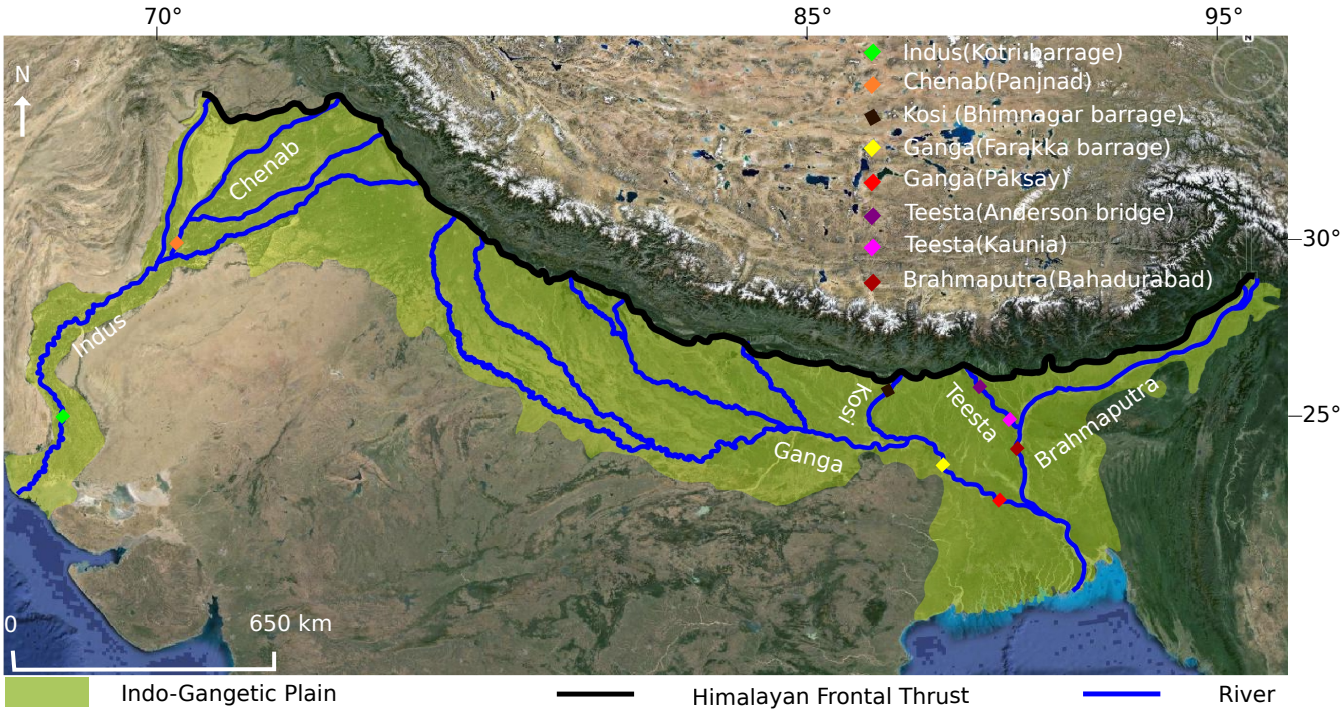 70°
85°
95°
N
Indus(Kotri barrage)
Chenab(Panjnad)
Kosi (Bhimnagar barrage)
Ganga(Farakka barrage)
Ganga(Paksay)
Teesta(Anderson bridge)
Teesta(Kaunia)
Brahmaputra(Bahadurabad)
30°
25°
Chenab
Indus
Kosi
Teesta
Brahmaputra
Ganga
0
650 km
Indo-Gangetic Plain
Himalayan Frontal Thrust
River